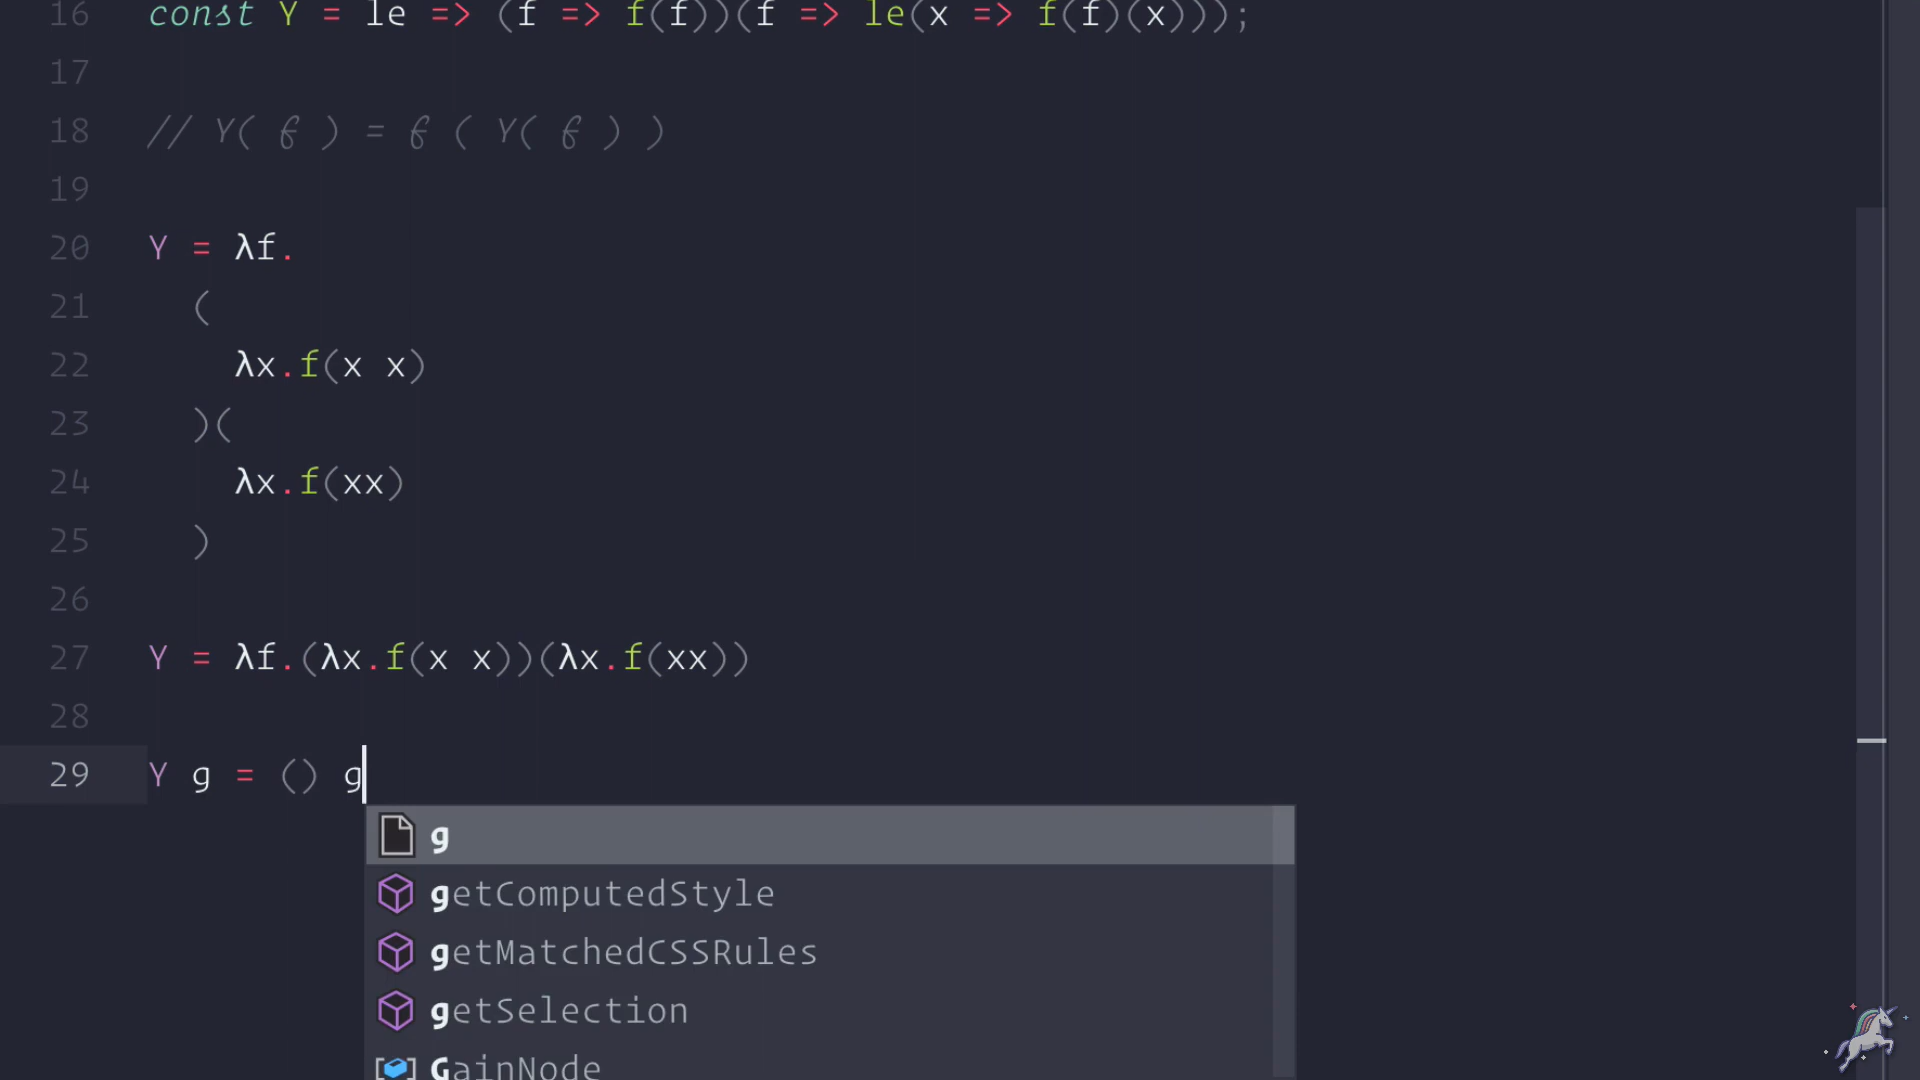 16 const Y = le => (f => f(f))(f => le(x => f(f)(x)));
17
18 // Y( f ) = f ( Y( f ) )
19
20 Y = λf.
21 (
22 λx.f(x x)
23 )(
24 λx.f(xx)
25 )
26
27 Y = λf.(λx.f(x x))(λx.f(xx))
28
29 Y g = () g
g
getComputedStyle
getMatchedCSSRules
getSelection
GainNode